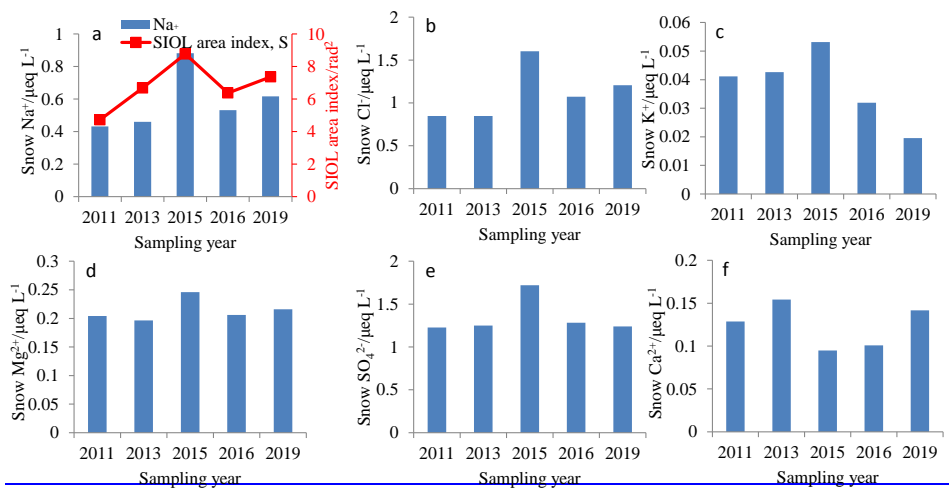 a
Na+
SIOL area index, S
Snow Na⁺/µeq L⁻¹
1
0.8
0.6
0.4
0.2
0
10
8
6
4
2
0
SIOL area index/rad²
2011 2013 2015 2016 2019
Sampling year
b
Snow Cl⁻/µeq L⁻¹
2
1.5
1
0.5
0
2011 2013 2015 2016 2019
Sampling year
c
Snow K⁺/µeq L⁻¹
0.06
0.05
0.04
0.03
0.02
0.01
0
2011 2013 2015 2016 2019
Sampling year
d
Snow Mg²⁺/µeq L⁻¹
0.3
0.25
0.2
0.15
0.1
0.05
0
2011 2013 2015 2016 2019
Sampling year
e
Snow SO₄²⁻/µeq L⁻¹
2
1.5
1
0.5
0
2011 2013 2015 2016 2019
Sampling year
f
Snow Ca²⁺/µeq L⁻¹
0.2
0.15
0.1
0.05
0
2011 2013 2015 2016 2019
Sampling year